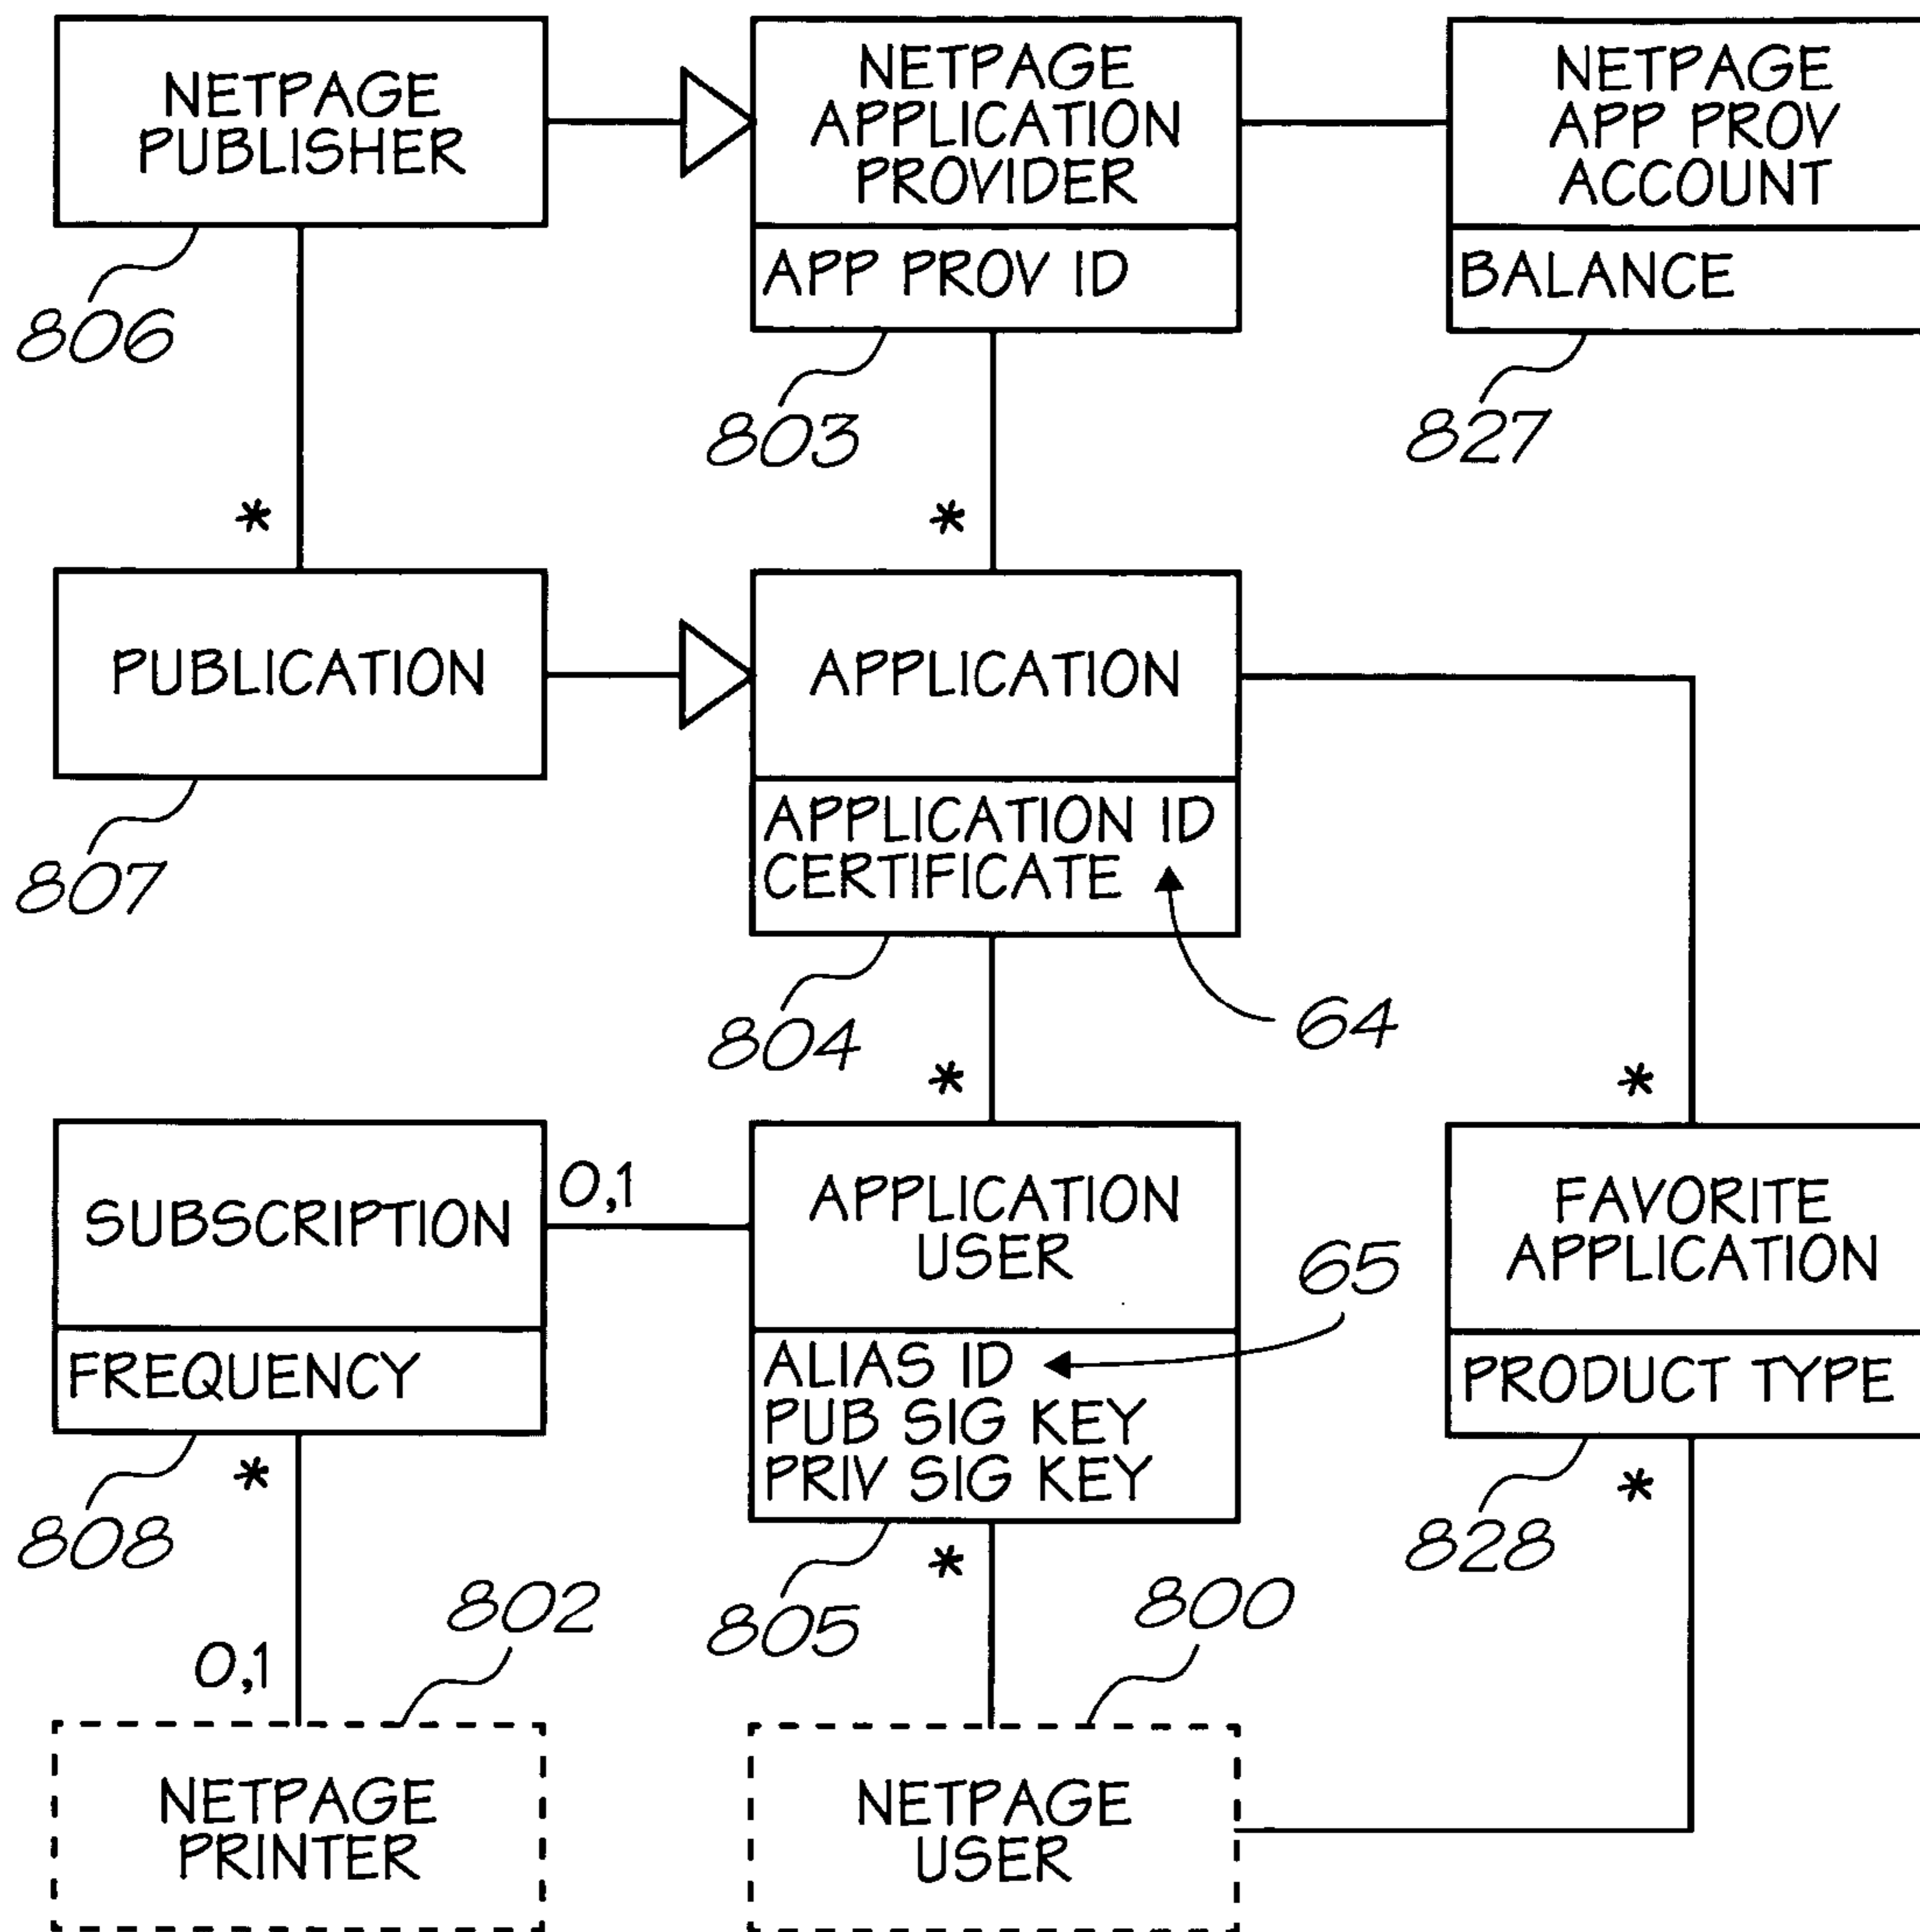 NETPAGE
PUBLISHER
806
NETPAGE
APPLICATION
PROVIDER
APP PROV ID
803
NETPAGE
APP PROV
ACCOUNT
BALANCE
827
*
*
PUBLICATION
807
APPLICATION
APPLICATION ID
CERTIFICATE
804
64
*
*
SUBSCRIPTION
FREQUENCY
808
0,1
APPLICATION
USER
ALIAS ID
PUB SIG KEY
PRIV SIG KEY
65
805
FAVORITE
APPLICATION
PRODUCT TYPE
828
*
*
*
802
800
0,1
NETPAGE
PRINTER
NETPAGE
USER